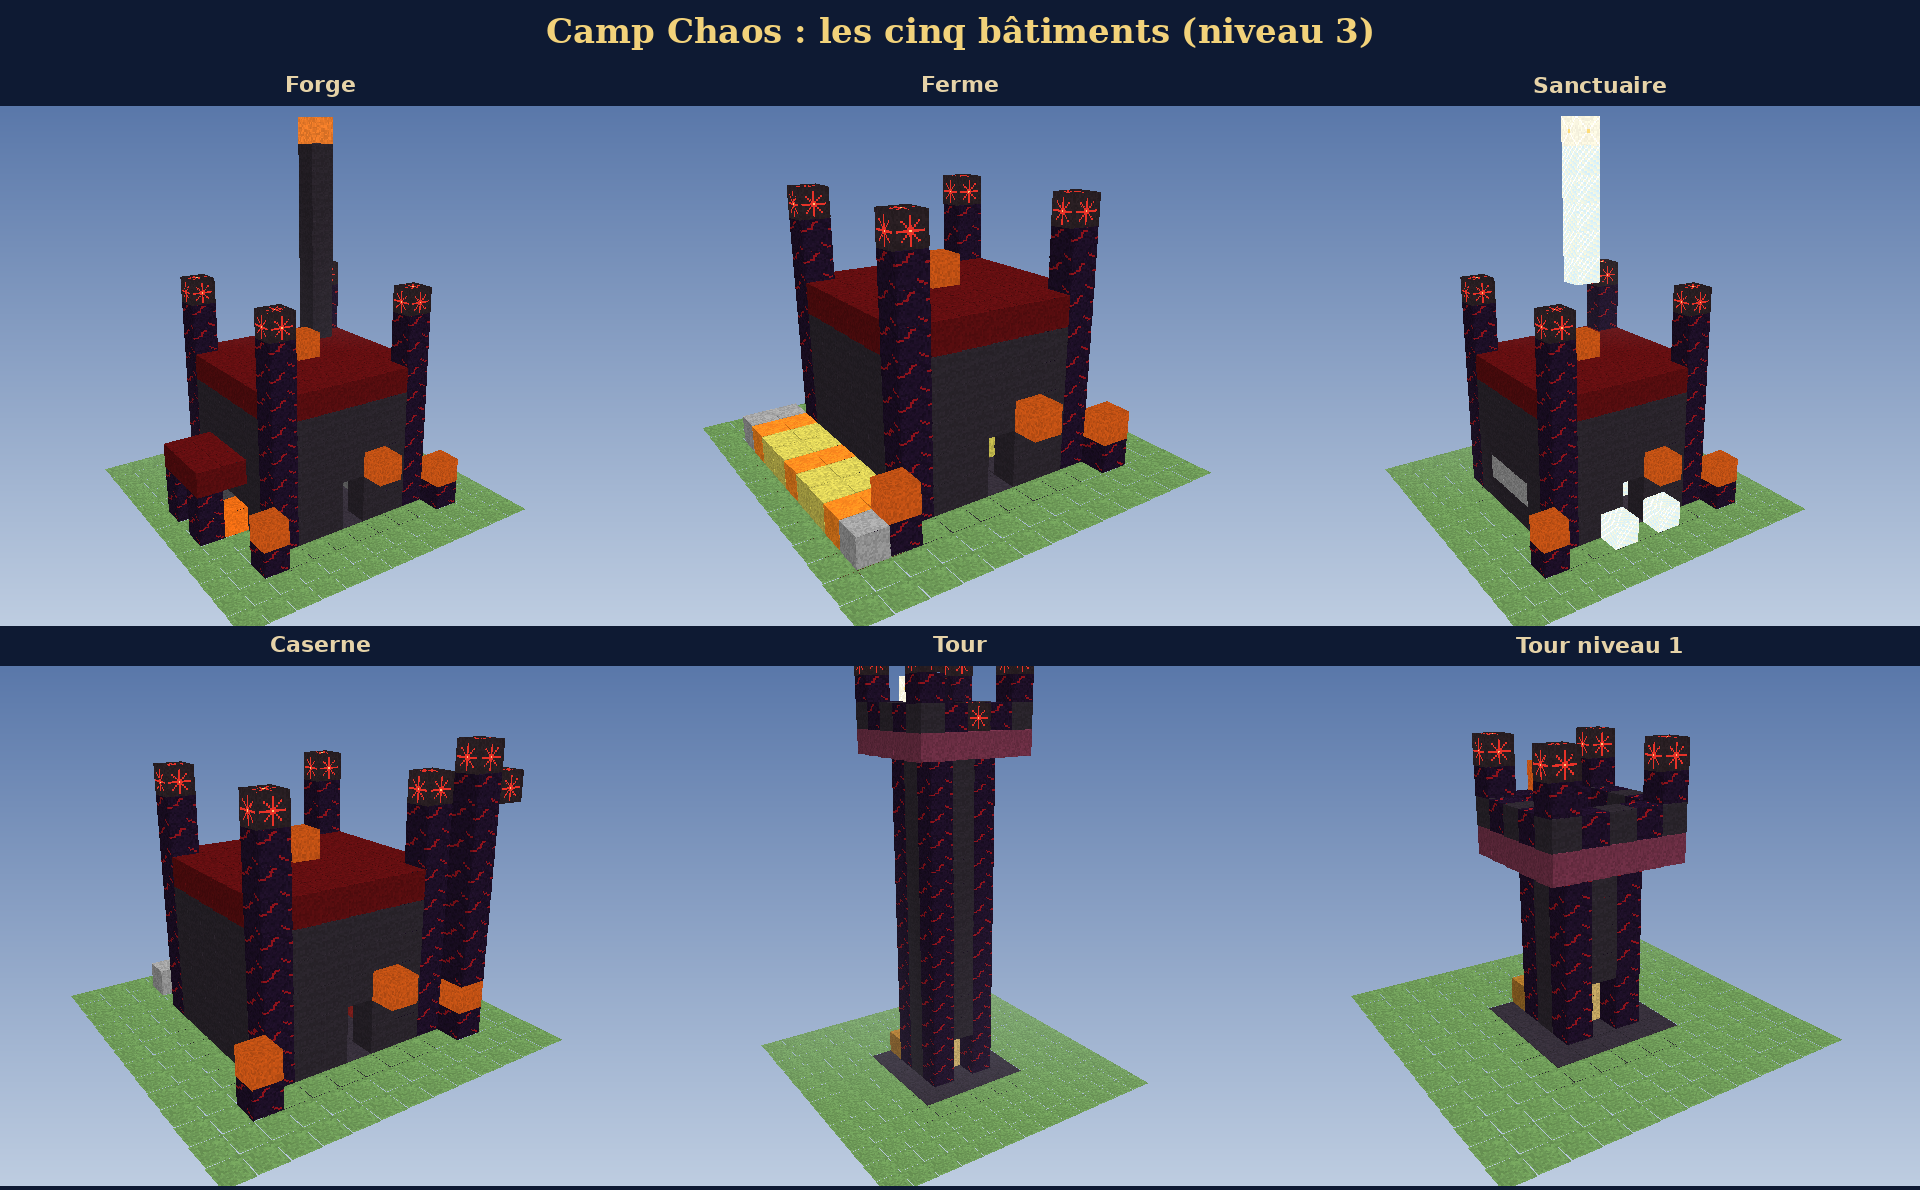 Camp Chaos : les cinq bâtiments (niveau 3)
Forge
Ferme
Sanctuaire
Caserne
Tour
Tour niveau 1